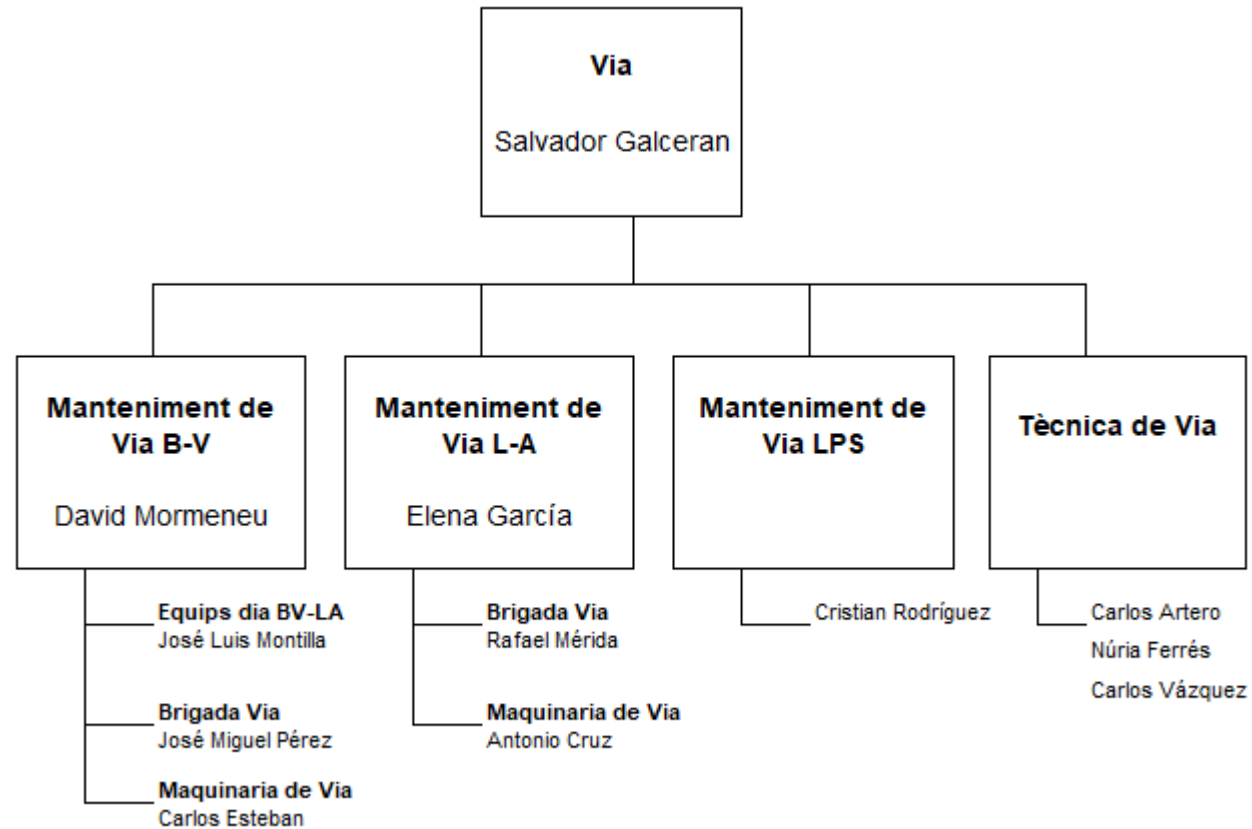 Via
Salvador Galceran
Manteniment de
Via B-V
David Mormeneu
Equips dia BV-LA
José Luis Montilla
Brigada Via
José Miguel Pérez
Maquinaria de Via
Carlos Esteban
Manteniment de
Via L-A
Elena García
Brigada Via
Rafael Mérida
Maquinaria de Via
Antonio Cruz
Manteniment de
Via LPS
Cristian Rodríguez
Tècnica de Via
Carlos Artero
Núria Ferrés
Carlos Vázquez